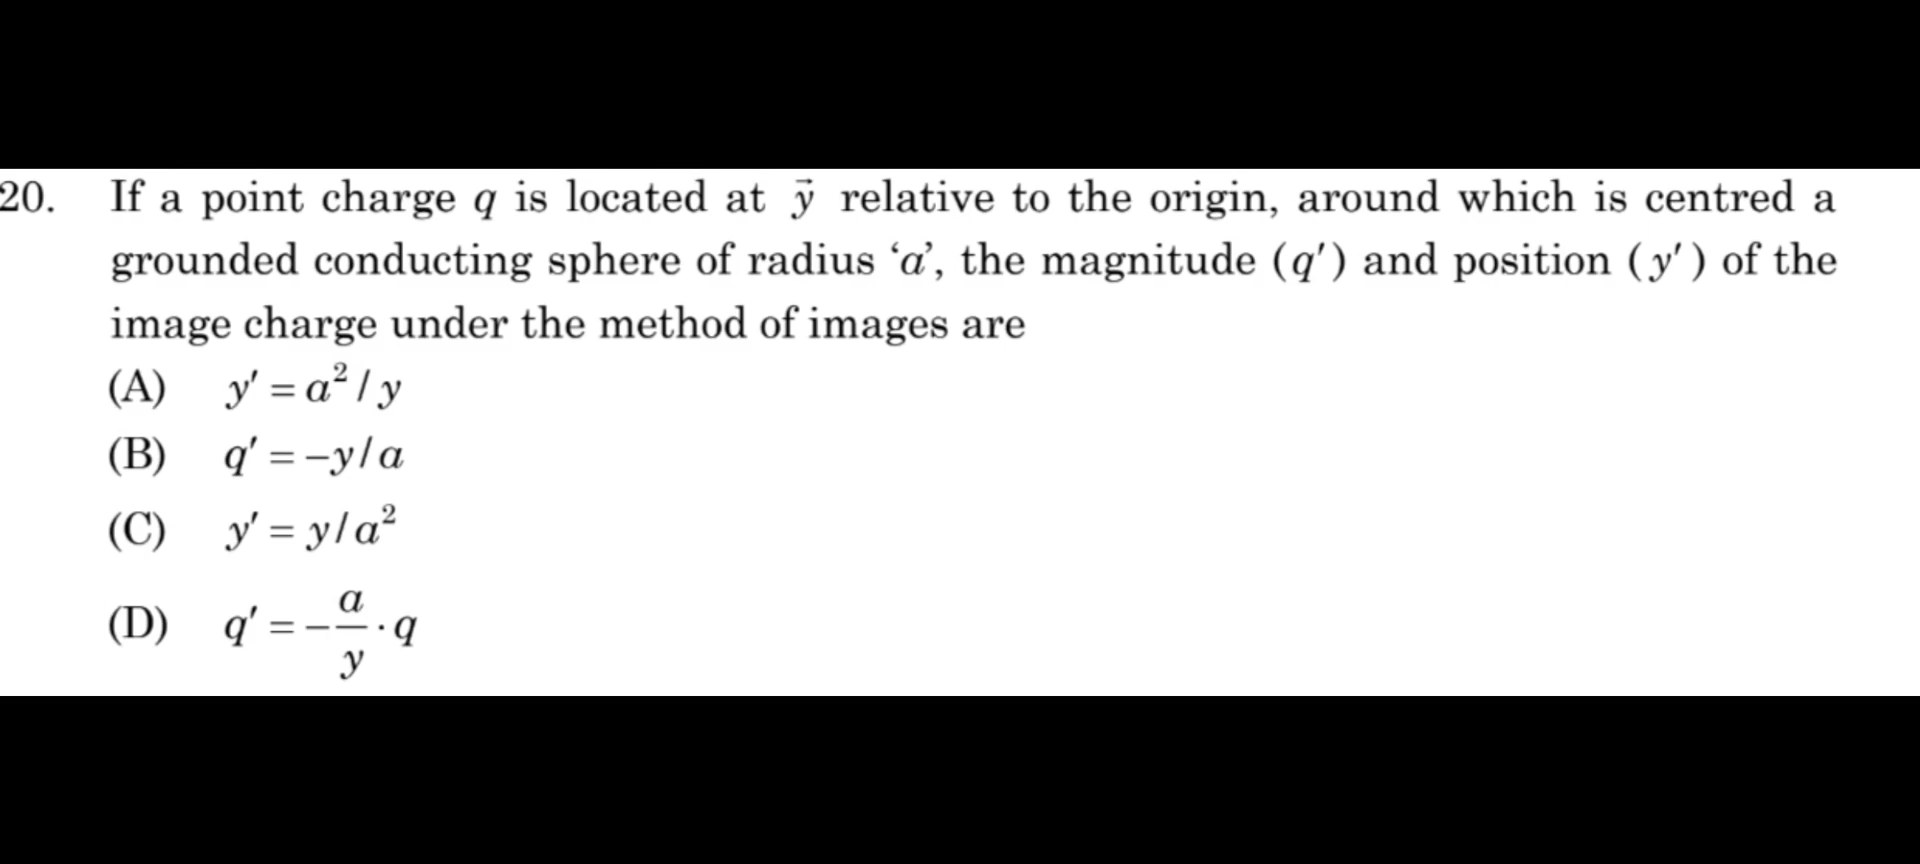 20. If a point charge q is located at y⃗ relative to the origin, around which is centred a
grounded conducting sphere of radius ‘a’, the magnitude (q′) and position (y′) of the
image charge under the method of images are
(A) y′ = a² / y
(B) q′ = −y/a
(C) y′ = y/a²
(D) q′ = −a/y · q